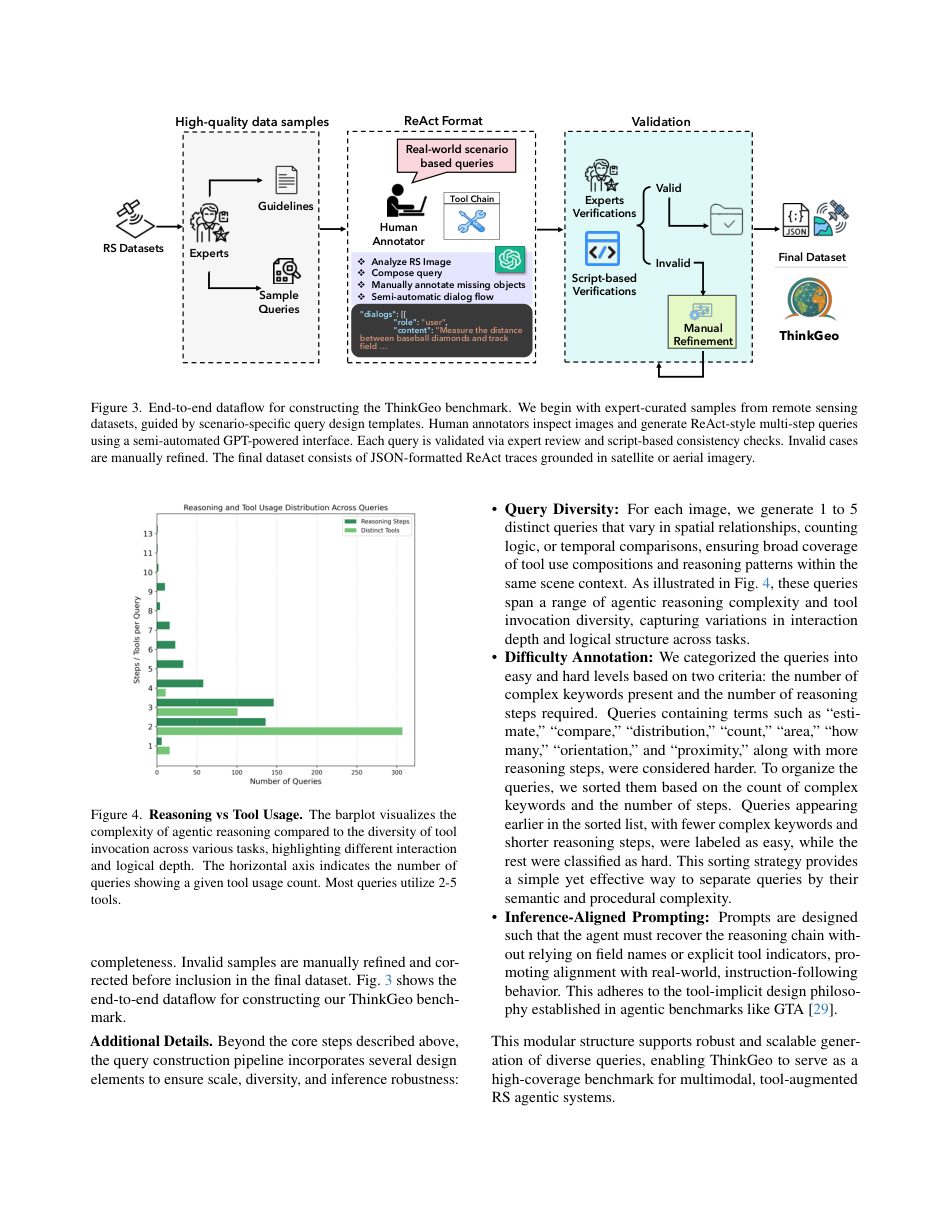 High-quality data samples
ReAct Format
Validation
RS Datasets
Experts
Guidelines
Sample
Queries
Real-world scenario
based queries
Human
Annotator
Tool Chain
❖ Analyze RS Image
❖ Compose query
❖ Manually annotate missing objects
❖ Semi-automatic dialog flow
"dialogs": [{
"role": "user",
"content": "Measure the distance
between baseball diamonds and track
field ...
Experts
Verifications
Script-based
Verifications
Valid
Invalid
Manual
Refinement
{;}
JSON
Final Dataset
ThinkGeo
Figure 3. End-to-end dataflow for constructing the ThinkGeo benchmark. We begin with expert-curated samples from remote sensing
datasets, guided by scenario-specific query design templates. Human annotators inspect images and generate ReAct-style multi-step queries
using a semi-automated GPT-powered interface. Each query is validated via expert review and script-based consistency checks. Invalid cases
are manually refined. The final dataset consists of JSON-formatted ReAct traces grounded in satellite or aerial imagery.
Reasoning and Tool Usage Distribution Across Queries
Reasoning Steps
Distinct Tools
Steps / Tools per Query
13
11
10
9
8
7
6
5
4
3
2
1
0 50 100 150 200 250 300
Number of Queries
Figure 4. Reasoning vs Tool Usage. The barplot visualizes the
complexity of agentic reasoning compared to the diversity of tool
invocation across various tasks, highlighting different interaction
and logical depth. The horizontal axis indicates the number of
queries showing a given tool usage count. Most queries utilize 2-5
tools.
completeness. Invalid samples are manually refined and cor-
rected before inclusion in the final dataset. Fig. 3 shows the
end-to-end dataflow for constructing our ThinkGeo bench-
mark.
Additional Details. Beyond the core steps described above,
the query construction pipeline incorporates several design
elements to ensure scale, diversity, and inference robustness:
• Query Diversity: For each image, we generate 1 to 5
distinct queries that vary in spatial relationships, counting
logic, or temporal comparisons, ensuring broad coverage
of tool use compositions and reasoning patterns within the
same scene context. As illustrated in Fig. 4, these queries
span a range of agentic reasoning complexity and tool
invocation diversity, capturing variations in interaction
depth and logical structure across tasks.
• Difficulty Annotation: We categorized the queries into
easy and hard levels based on two criteria: the number of
complex keywords present and the number of reasoning
steps required. Queries containing terms such as “esti-
mate,” “compare,” “distribution,” “count,” “area,” “how
many,” “orientation,” and “proximity,” along with more
reasoning steps, were considered harder. To organize the
queries, we sorted them based on the count of complex
keywords and the number of steps. Queries appearing
earlier in the sorted list, with fewer complex keywords and
shorter reasoning steps, were labeled as easy, while the
rest were classified as hard. This sorting strategy provides
a simple yet effective way to separate queries by their
semantic and procedural complexity.
• Inference-Aligned Prompting: Prompts are designed
such that the agent must recover the reasoning chain with-
out relying on field names or explicit tool indicators, pro-
moting alignment with real-world, instruction-following
behavior. This adheres to the tool-implicit design philoso-
phy established in agentic benchmarks like GTA [29].
This modular structure supports robust and scalable gener-
ation of diverse queries, enabling ThinkGeo to serve as a
high-coverage benchmark for multimodal, tool-augmented
RS agentic systems.